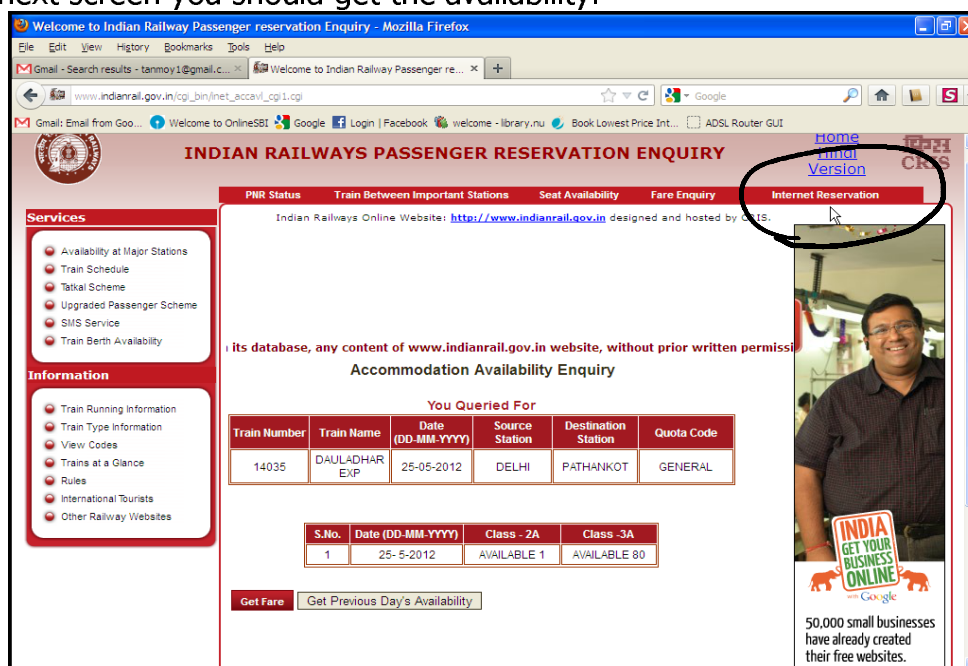 next screen you should get the availability.
Welcome to Indian Railway Passenger reservation Enquiry - Mozilla Firefox
File Edit View History Bookmarks Tools Help
Gmail - Search results - tanmoy1@gmail.c... × Welcome to Indian Railway Passenger re... × +
www.indianrail.gov.in/cgi_bin/inet_accavl_cgi1.cgi Google
Gmail: Email from Goo... Welcome to OnlineSBI Google Login | Facebook welcome - library.nu Book Lowest Price Int... ADSL Router GUI
INDIAN RAILWAYS PASSENGER RESERVATION ENQUIRY
Home
Hindi
Version
क्रिस
CRIS
PNR Status Train Between Important Stations Seat Availability Fare Enquiry Internet Reservation
Indian Railways Online Website: http://www.indianrail.gov.in designed and hosted by CRIS.
Services
Availability at Major Stations
Train Schedule
Tatkal Scheme
Upgraded Passenger Scheme
SMS Service
Train Berth Availability
Information
Train Running Information
Train Type Information
View Codes
Trains at a Glance
Rules
International Tourists
Other Railway Websites
its database, any content of www.indianrail.gov.in website, without prior written permissi
Accommodation Availability Enquiry
You Queried For
Train Number Train Name Date (DD-MM-YYYY) Source Station Destination Station Quota Code
14035 DAULADHAR EXP 25-05-2012 DELHI PATHANKOT GENERAL
S.No. Date (DD-MM-YYYY) Class - 2A Class -3A
1 25- 5-2012 AVAILABLE 1 AVAILABLE 80
Get Fare Get Previous Day's Availability
INDIA
GET YOUR
BUSINESS
ONLINE
with Google
50,000 small businesses
have already created
their free websites.